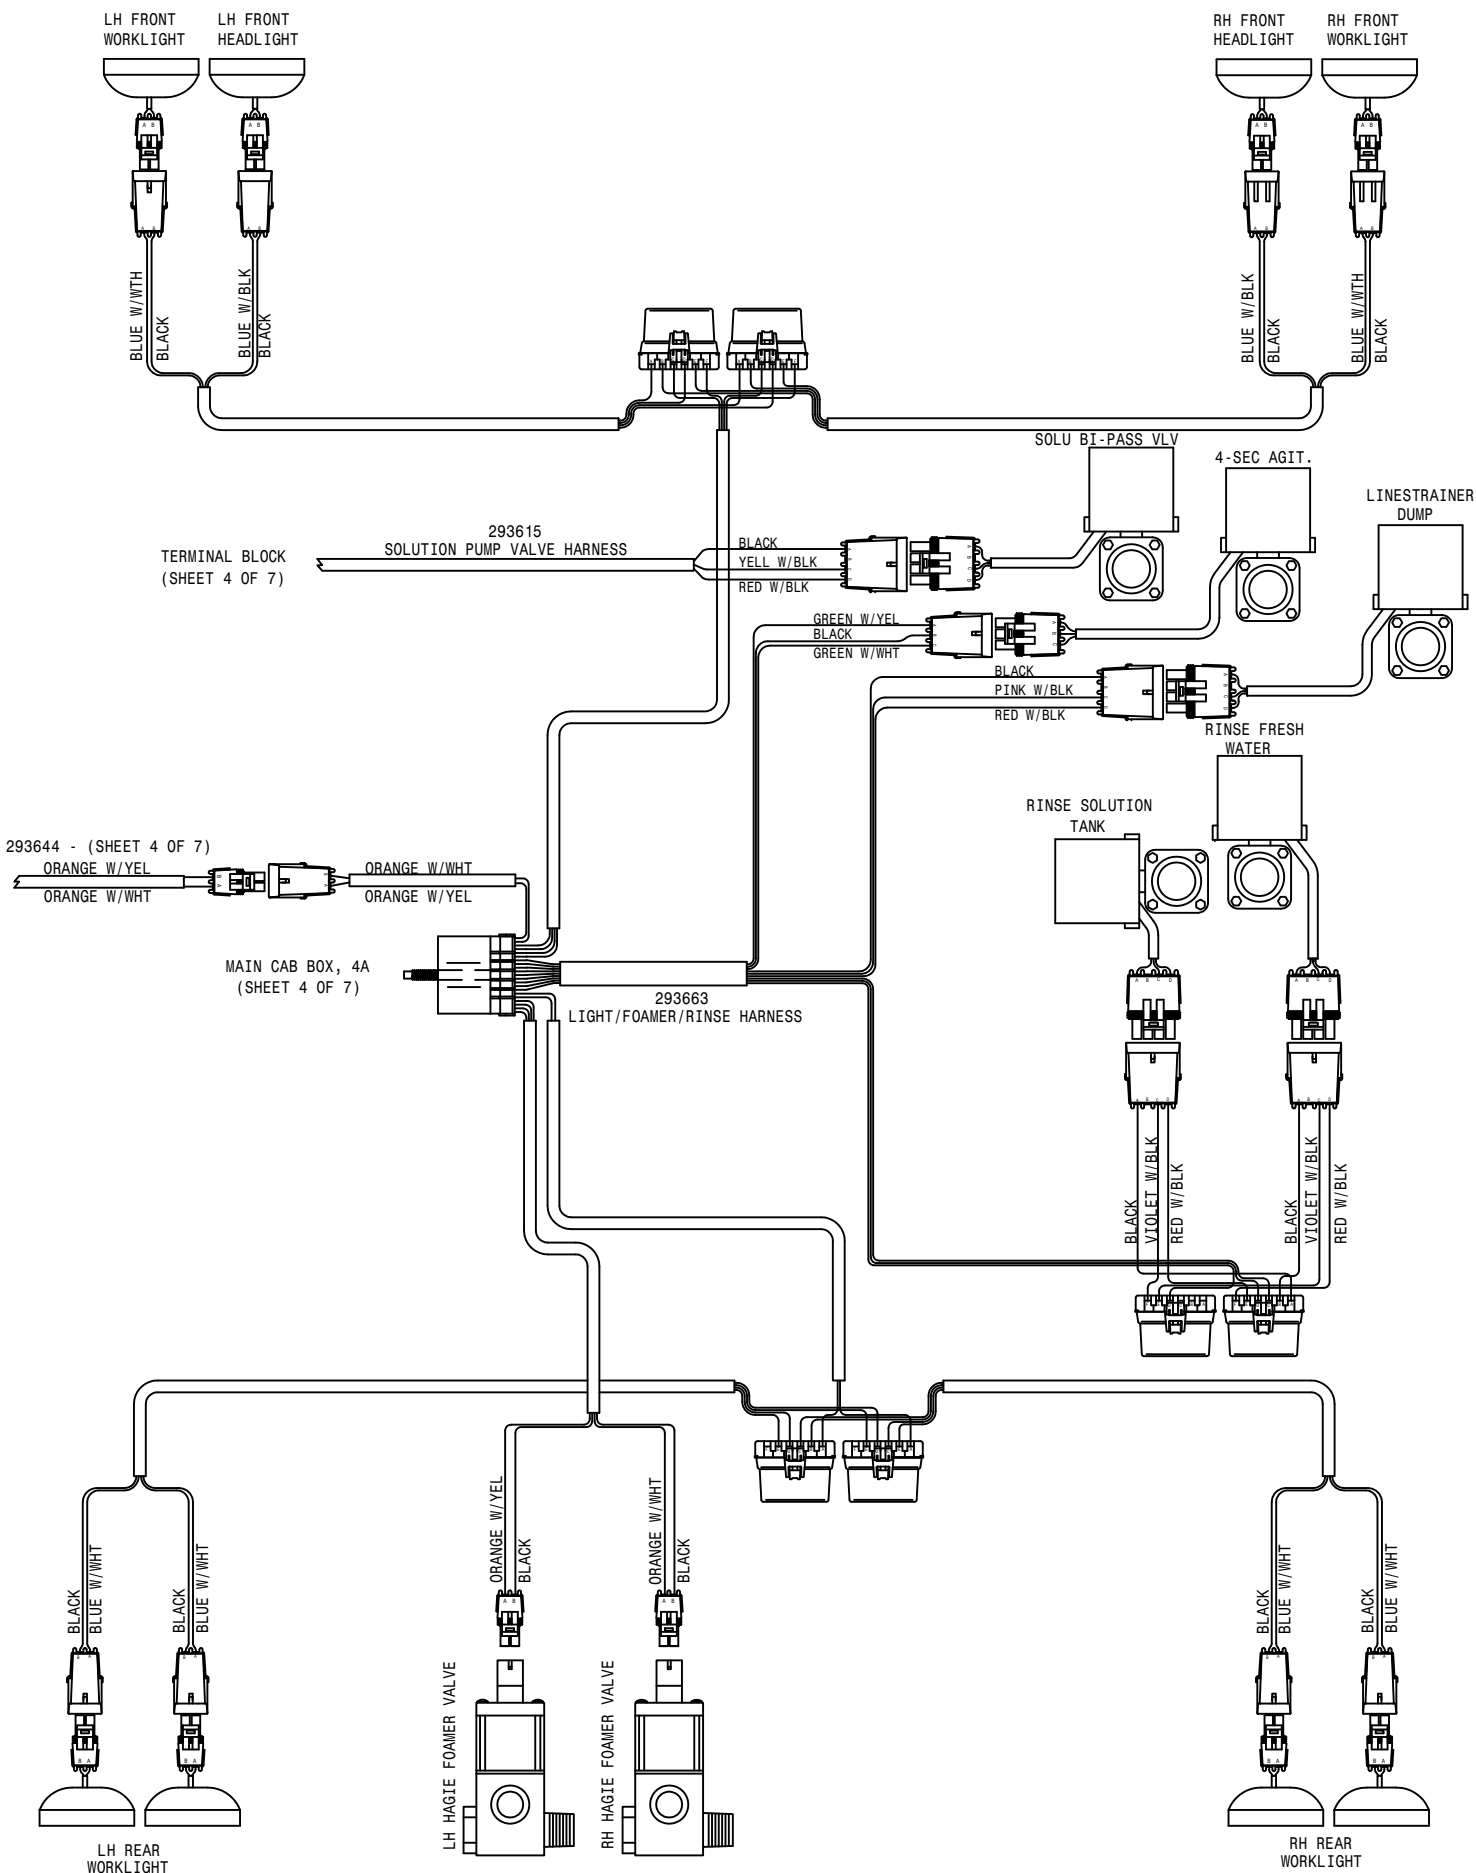 LH FRONT
WORKLIGHT
LH FRONT
HEADLIGHT
RH FRONT
HEADLIGHT
RH FRONT
WORKLIGHT
A B
A B
A B
A B
A B
A B
A B
A B
BLUE W/WTH
BLACK
BLUE W/BLK
BLACK
BLUE W/BLK
BLACK
BLUE W/WTH
BLACK
SOLU BI-PASS VLV
4-SEC AGIT.
LINESTRAINER
DUMP
TERMINAL BLOCK
(SHEET 4 OF 7)
293615
SOLUTION PUMP VALVE HARNESS
BLACK
YELL W/BLK
RED W/BLK
GREEN W/YEL
BLACK
GREEN W/WHT
BLACK
PINK W/BLK
RED W/BLK
RINSE FRESH
WATER
RINSE SOLUTION
TANK
293644 - (SHEET 4 OF 7)
ORANGE W/YEL
ORANGE W/WHT
ORANGE W/WHT
ORANGE W/YEL
MAIN CAB BOX, 4A
(SHEET 4 OF 7)
293663
LIGHT/FOAMER/RINSE HARNESS
A B C D
A B C D
A B C D
A B C D
BLACK
VIOLET W/BLK
RED W/BLK
BLACK
VIOLET W/BLK
RED W/BLK
ORANGE W/YEL
BLACK
ORANGE W/WHT
BLACK
A B
A B
BLACK
BLUE W/WHT
BLACK
BLUE W/WHT
BLACK
BLUE W/WHT
BLACK
BLUE W/WHT
B A
B A
B A
B A
B A
B A
B A
B A
LH HAGIE FOAMER VALVE
RH HAGIE FOAMER VALVE
LH REAR
WORKLIGHT
RH REAR
WORKLIGHT